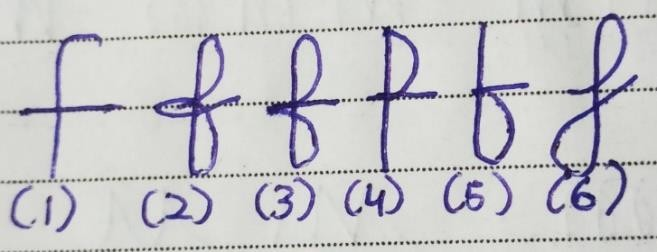 f f f f f f
(1) (2) (3) (4) (5) (6)